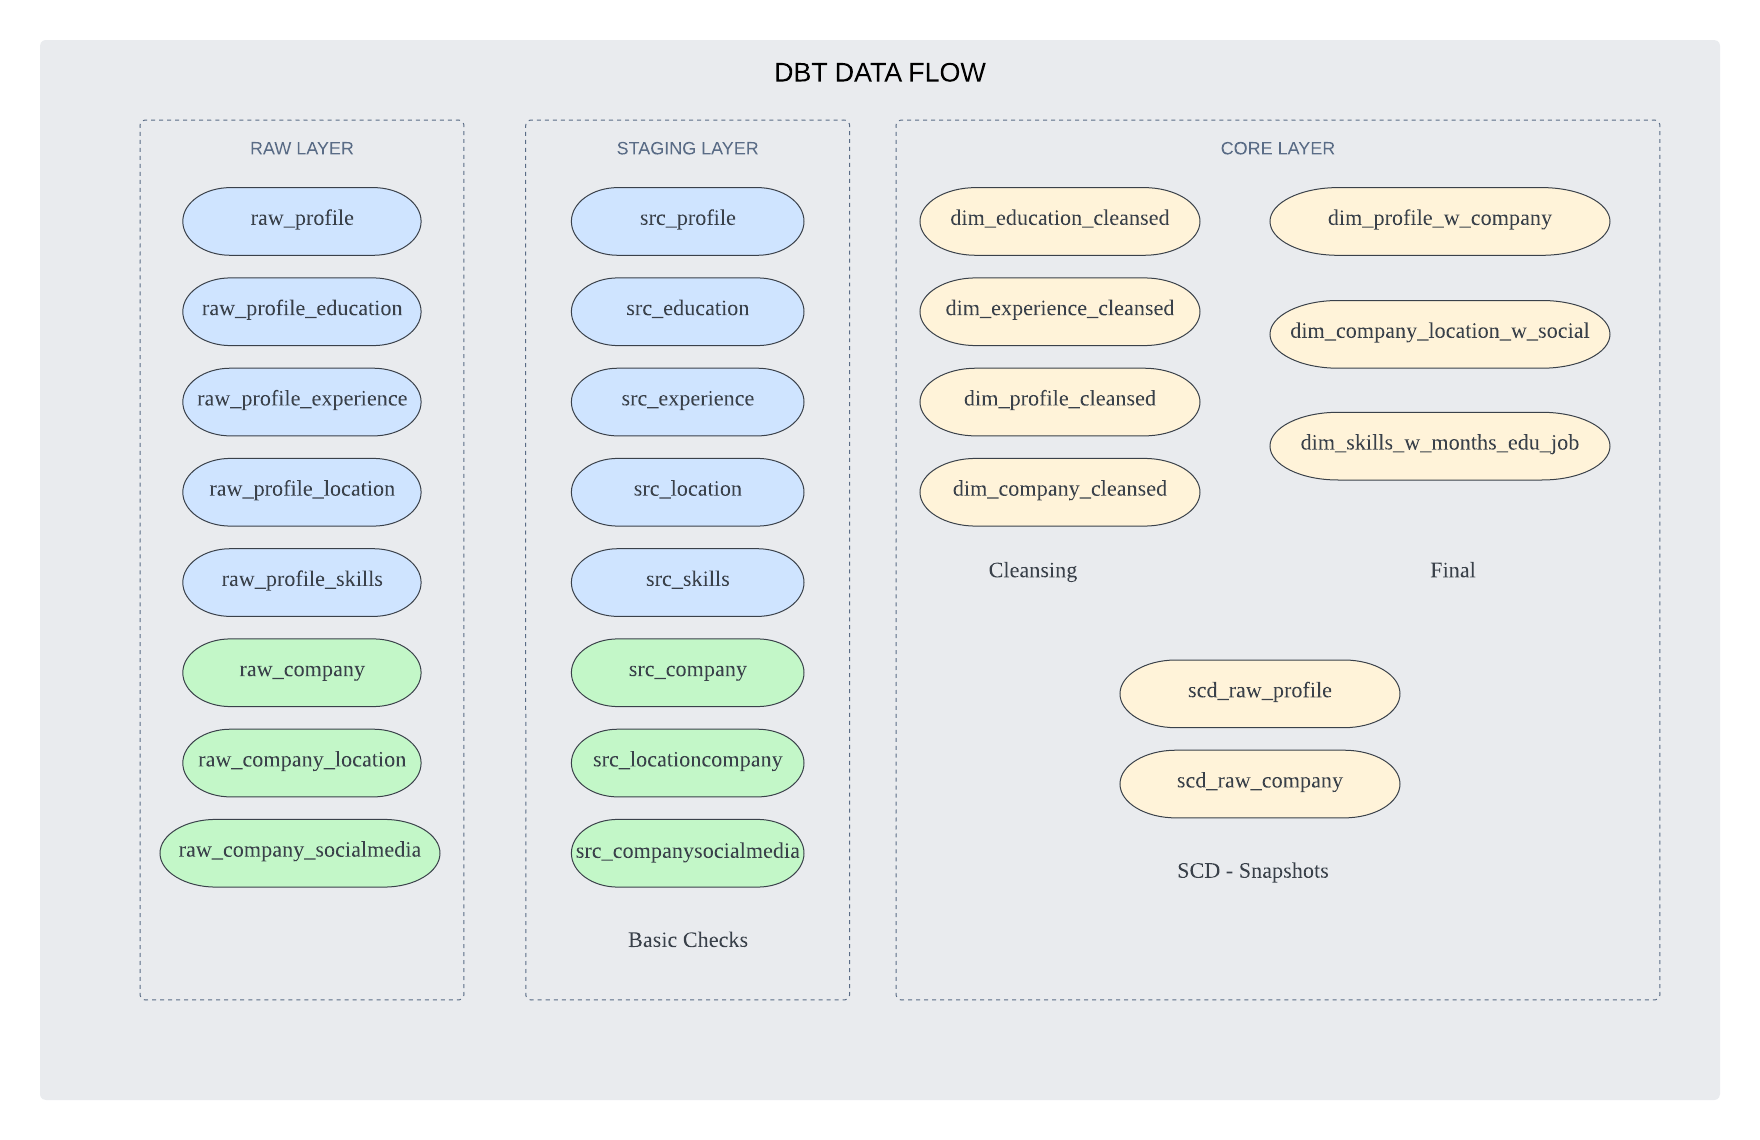 DBT DATA FLOW
RAW LAYER
raw_profile
raw_profile_education
raw_profile_experience
raw_profile_location
raw_profile_skills
raw_company
raw_company_location
raw_company_socialmedia
STAGING LAYER
src_profile
src_education
src_experience
src_location
src_skills
src_company
src_locationcompany
src_companysocialmedia
Basic Checks
CORE LAYER
dim_education_cleansed
dim_experience_cleansed
dim_profile_cleansed
dim_company_cleansed
Cleansing
dim_profile_w_company
dim_company_location_w_social
dim_skills_w_months_edu_job
Final
scd_raw_profile
scd_raw_company
SCD - Snapshots